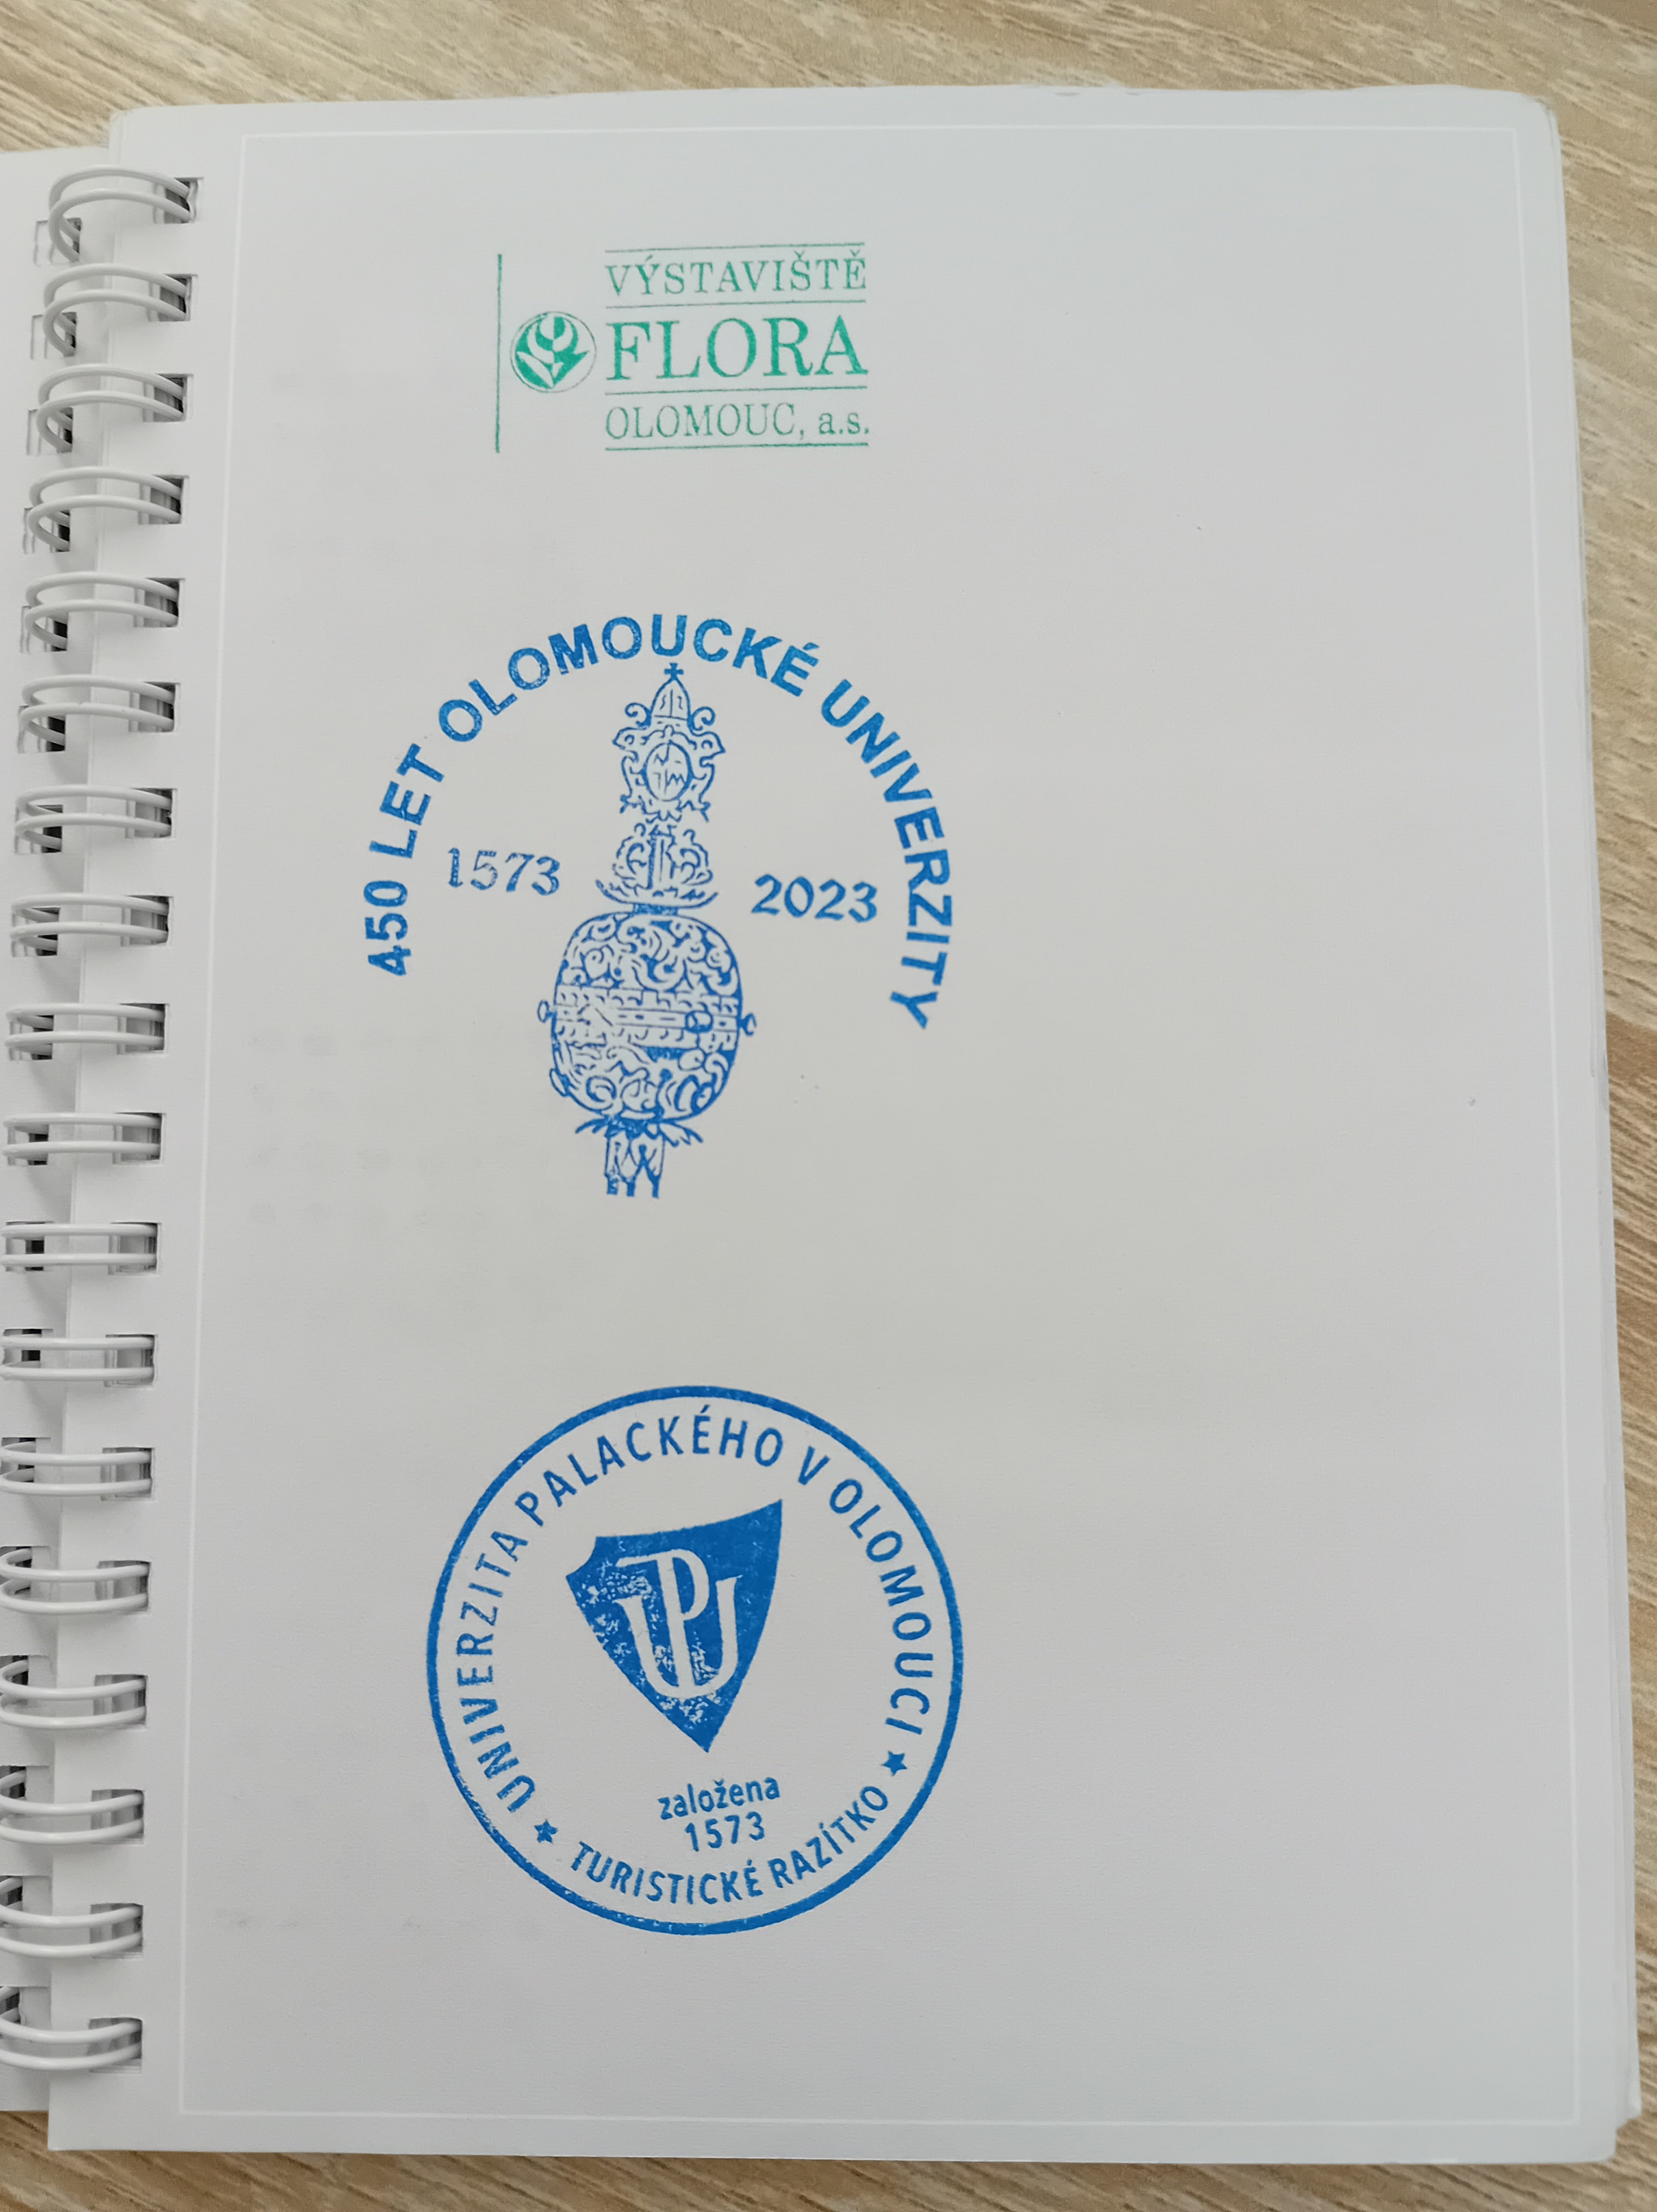 VÝSTAVIŠTĚ
FLORA
OLOMOUC, a.s.
450 LET OLOMOUCKÉ UNIVERZITY
1573
2023
UNIVERZITA PALACKÉHO V OLOMOUCI
UP
založena
1573
★ TURISTICKÉ RAZÍTKO ★